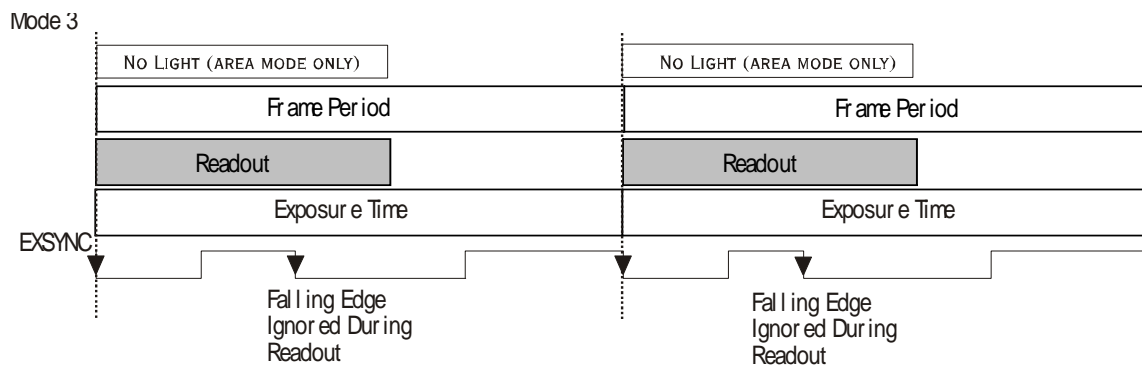 Mode 3
NO LIGHT (AREA MODE ONLY) NO LIGHT (AREA MODE ONLY)
Frame Period Frame Period
Readout Readout
Exposure Time Exposure Time
EXSYNC
Falling Edge
Ignored During
Readout
Falling Edge
Ignored During
Readout